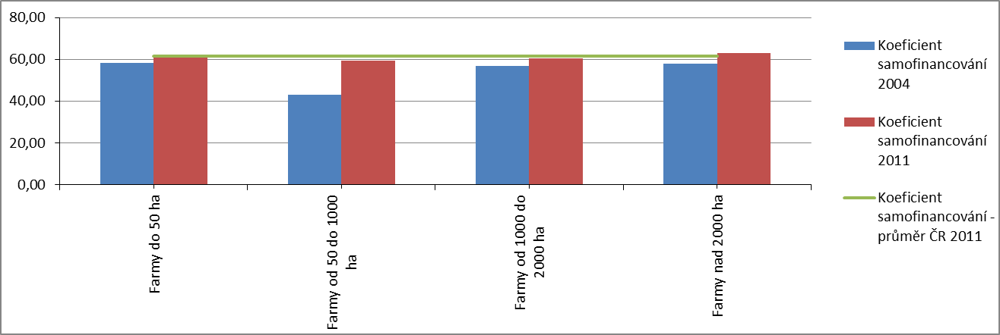 80,00
60,00
40,00
20,00
0,00
Farmy do 50 ha
Farmy od 50 do 1000
ha
Farmy od 1000 do
2000 ha
Farmy nad 2000 ha
Koeficient
samofinancování
2004
Koeficient
samofinancování
2011
Koeficient
samofinancování -
průměr ČR 2011